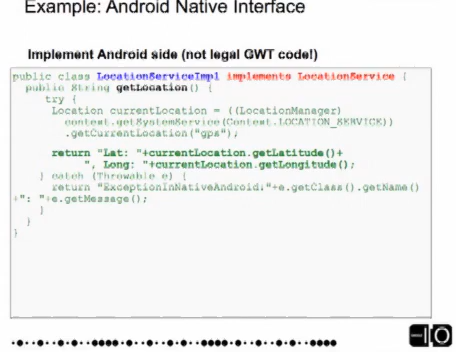 Example: Android Native Interface
Implement Android side (not legal GWT code!)
public class LocationServiceImpl implements LocationService {
public String getLocation() {
try {
Location currentLocation = ((LocationManager)
context.getSystemService(Context.LOCATION_SERVICE))
.getCurrentLocation("gps");
return "Lat: "+currentLocation.getLatitude()+
", Long: "+currentLocation.getLongitude();
} catch (Throwable e) {
return "ExceptionInNativeAndroid:"+e.getClass().getName()
+": "+e.getMessage();
}
}
}
IO